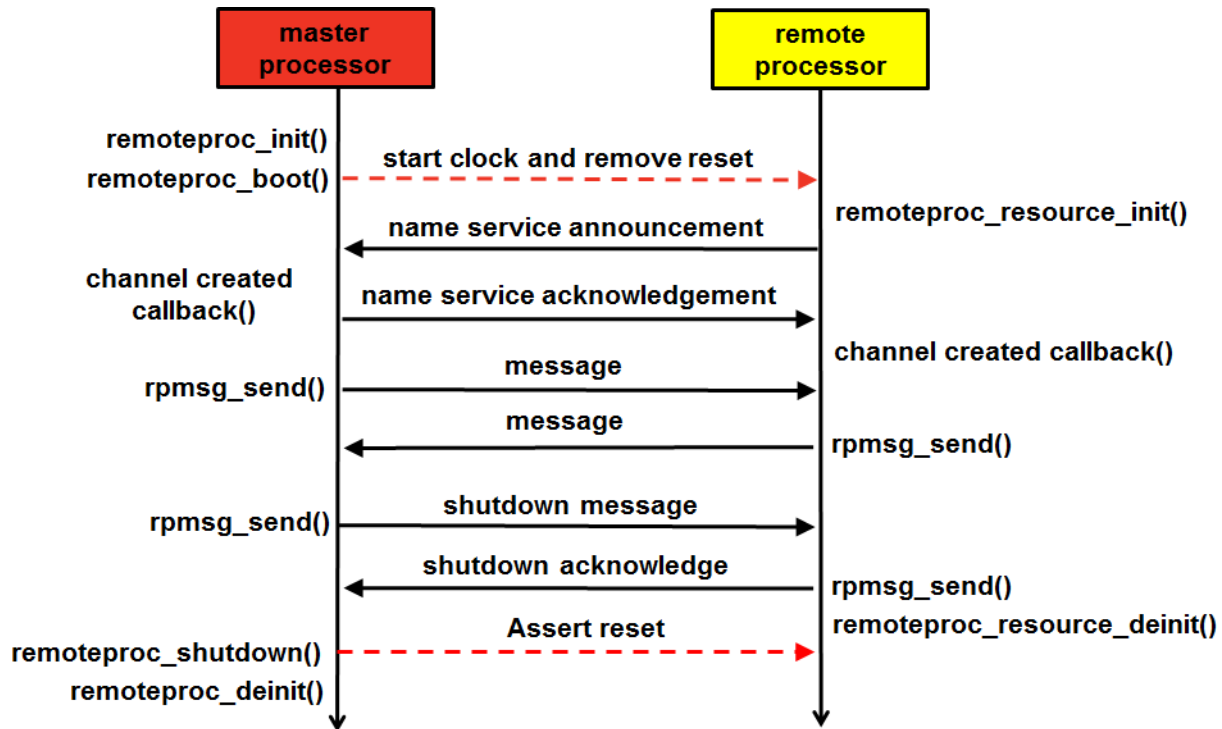 master
processor
remote
processor
remoteproc_init()
start clock and remove reset
remoteproc_boot()
remoteproc_resource_init()
name service announcement
channel created
callback()
name service acknowledgement
channel created callback()
message
rpmsg_send()
message
rpmsg_send()
shutdown message
rpmsg_send()
shutdown acknowledge
rpmsg_send()
remoteproc_resource_deinit()
Assert reset
remoteproc_shutdown()
remoteproc_deinit()